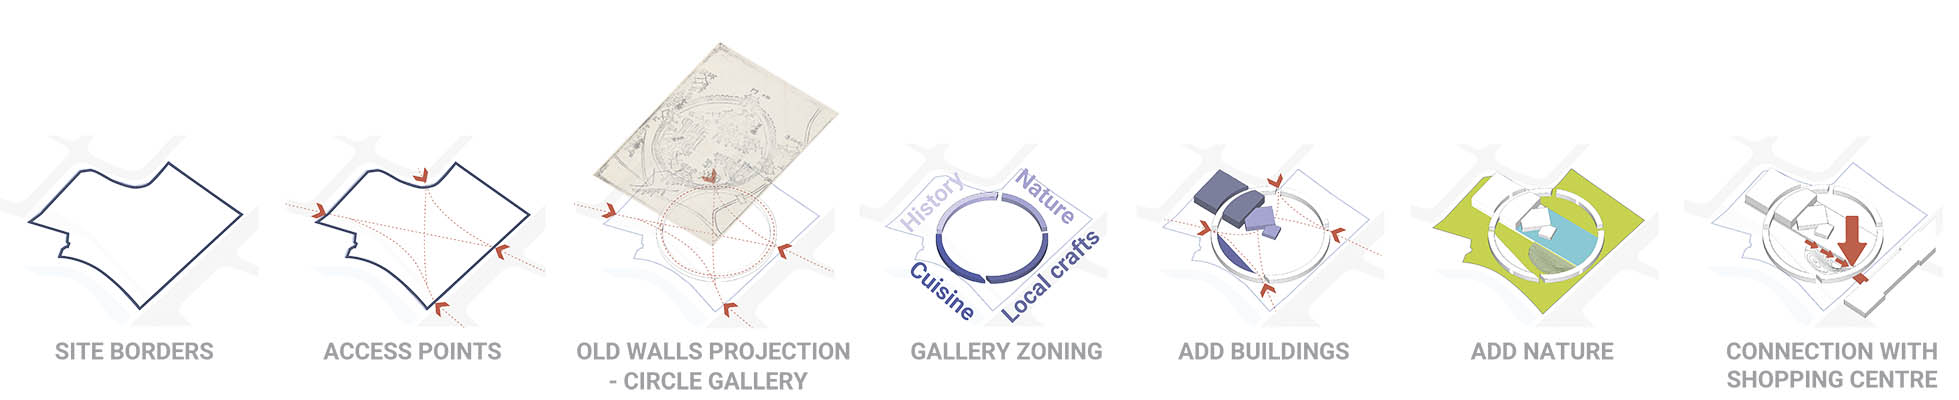 History
Nature
Cuisine
Local crafts
SITE BORDERS
ACCESS POINTS
OLD WALLS PROJECTION
- CIRCLE GALLERY
GALLERY ZONING
ADD BUILDINGS
ADD NATURE
CONNECTION WITH
SHOPPING CENTRE